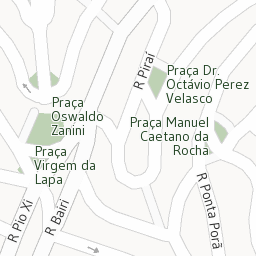 R Piraí
Praça Dr.
Octávio Perez
Velasco
Praça
Oswaldo
Zanini
Praça Manuel
Caetano da
Rocha
Praça
Virgem da
Lapa
R Pio XI
R Bairi
R Ponta Porã